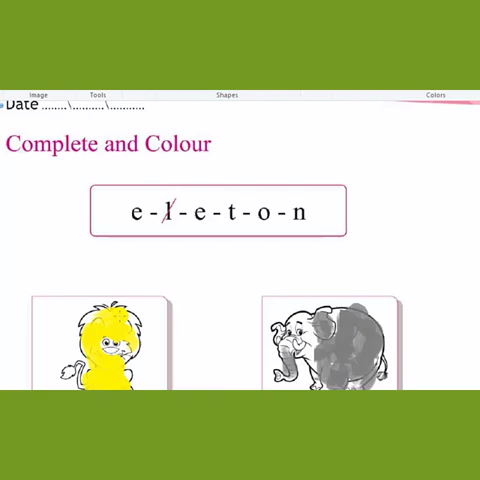 Image Tools Shapes Colors
Date ........\..........\...........
Complete and Colour
e - l - e - t - o - n